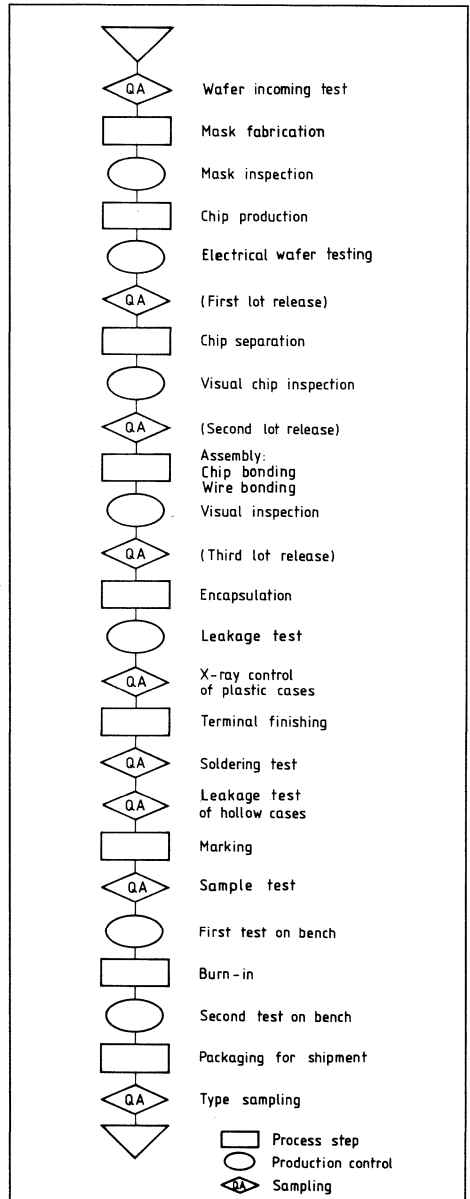 QA Wafer incoming test
Mask fabrication
Mask inspection
Chip production
Electrical wafer testing
QA (First lot release)
Chip separation
Visual chip inspection
QA (Second lot release)
Assembly:
Chip bonding
Wire bonding
Visual inspection
QA (Third lot release)
Encapsulation
Leakage test
QA X-ray control
of plastic cases
Terminal finishing
QA Soldering test
QA Leakage test
of hollow cases
Marking
QA Sample test
First test on bench
Burn-in
Second test on bench
Packaging for shipment
QA Type sampling
Process step
Production control
QA Sampling